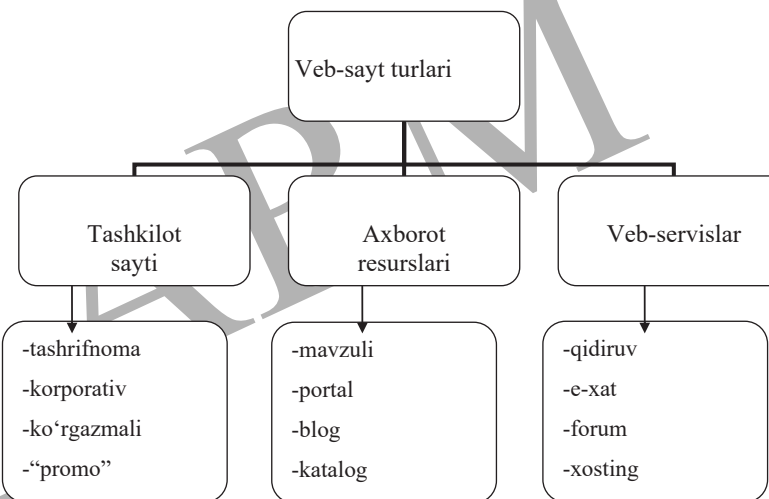 Veb-sayt turlari
Tashkilot
sayti
Axborot
resurslari
Veb-servislar
-tashrifnoma
-korporativ
-ko‘rgazmali
-“promo”
-mavzuli
-portal
-blog
-katalog
-qidiruv
-e-xat
-forum
-xosting